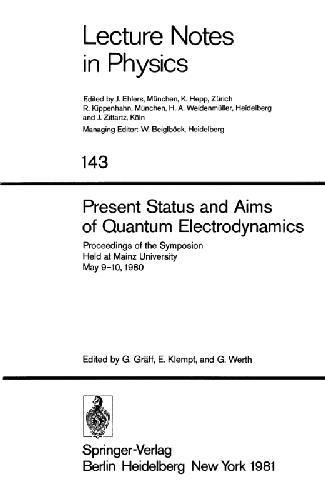 Lecture Notes
in Physics
Edited by J. Ehlers, München, K. Hepp, Zürich
R. Kippenhahn, München, H. A. Weidenmüller, Heidelberg
and J. Zittartz, Köln
Managing Editor: W. Beiglböck, Heidelberg
143
Present Status and Aims
of Quantum Electrodynamics
Proceedings of the Symposion
Held at Mainz University
May 9–10, 1980
Edited by G. Gräff, E. Klempt, and G. Werth
Springer-Verlag
Berlin Heidelberg New York 1981